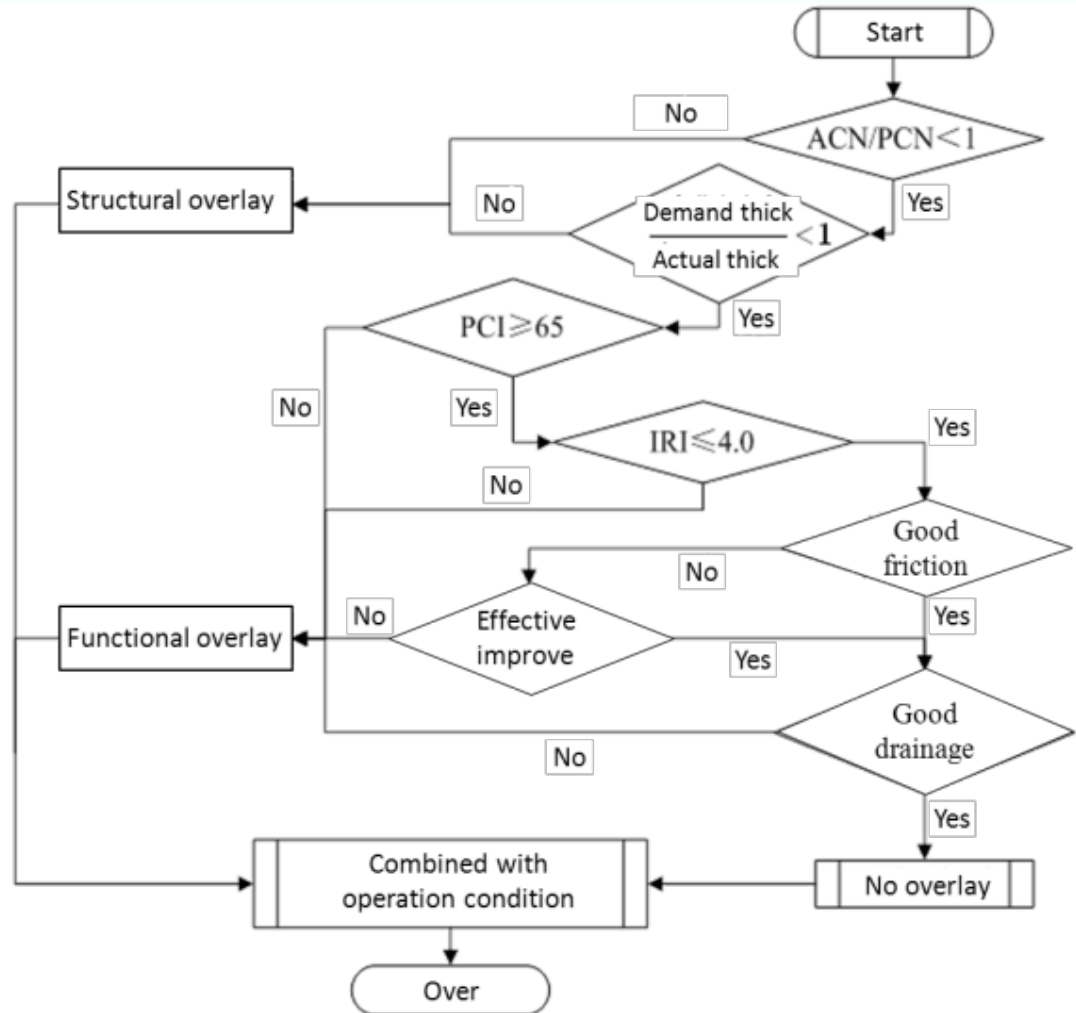 Start
No
ACN/PCN<1
Structural overlay
No
Demand thick
<1
Actual thick
Yes
PCI≥65
Yes
No
Yes
IRI≤4.0
Yes
No
Good
friction
No
Functional overlay
No
Effective
improve
Yes
Yes
Good
drainage
No
Yes
Combined with
operation condition
No overlay
Over